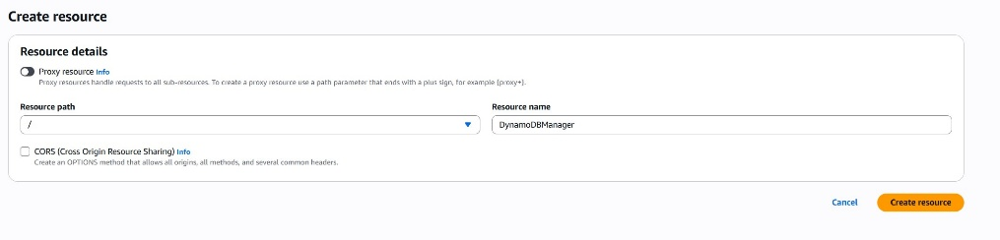 Create resource
Resource details
Proxy resource Info
Proxy resources handle requests to all sub-resources. To create a proxy resource use a path parameter that ends with a plus sign, for example {proxy+}.
Resource path
/
Resource name
DynamoDBManager
CORS (Cross Origin Resource Sharing) Info
Create an OPTIONS method that allows all origins, all methods, and several common headers.
Cancel
Create resource